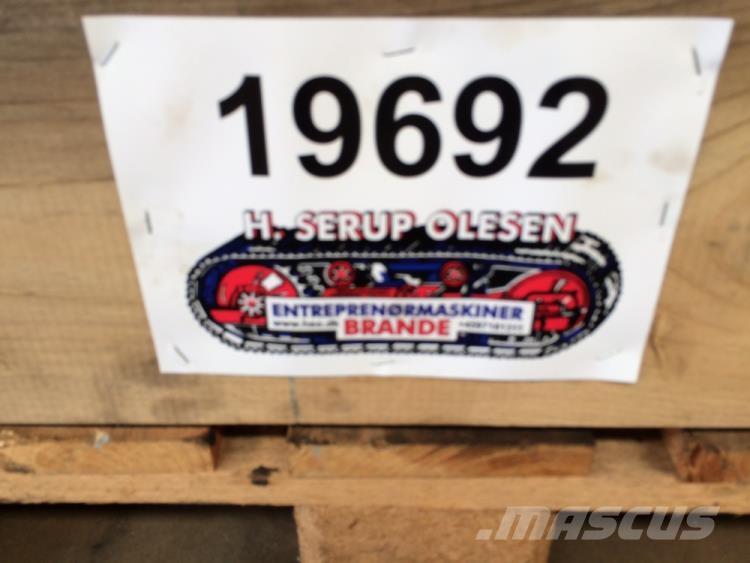 19692
H. SERUP OLESEN
ENTREPRENØRMASKINER
BRANDE
.MASCUS